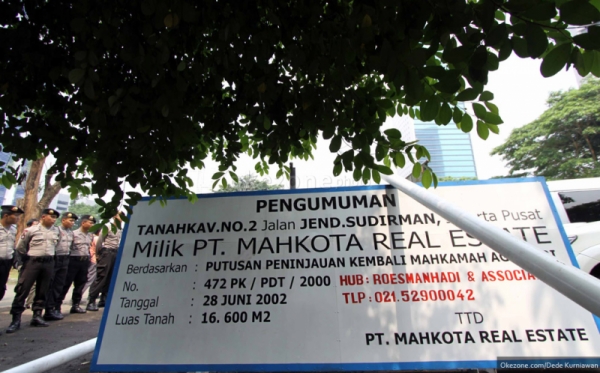 PENGUMUMAN
TANAHKAV.NO.2 Jalan JEND.SUDIRMAN, Pusat
Milik PT. MAHKOTA REAL ESTATE
Berdasarkan : PUTUSAN PENINJAUAN KEMBALI MAHKAMAH
No. : 472 PK / PDT / 2000
HUB: ROESMANHADI & ASSOCIA
Tanggal : 28 JUNI 2002
TLP: 021.52900042
Luas Tanah : 16. 600 M2
TTD
PT. MAHKOTA REAL ESTATE
Okezone.com/Dede Kurniawan